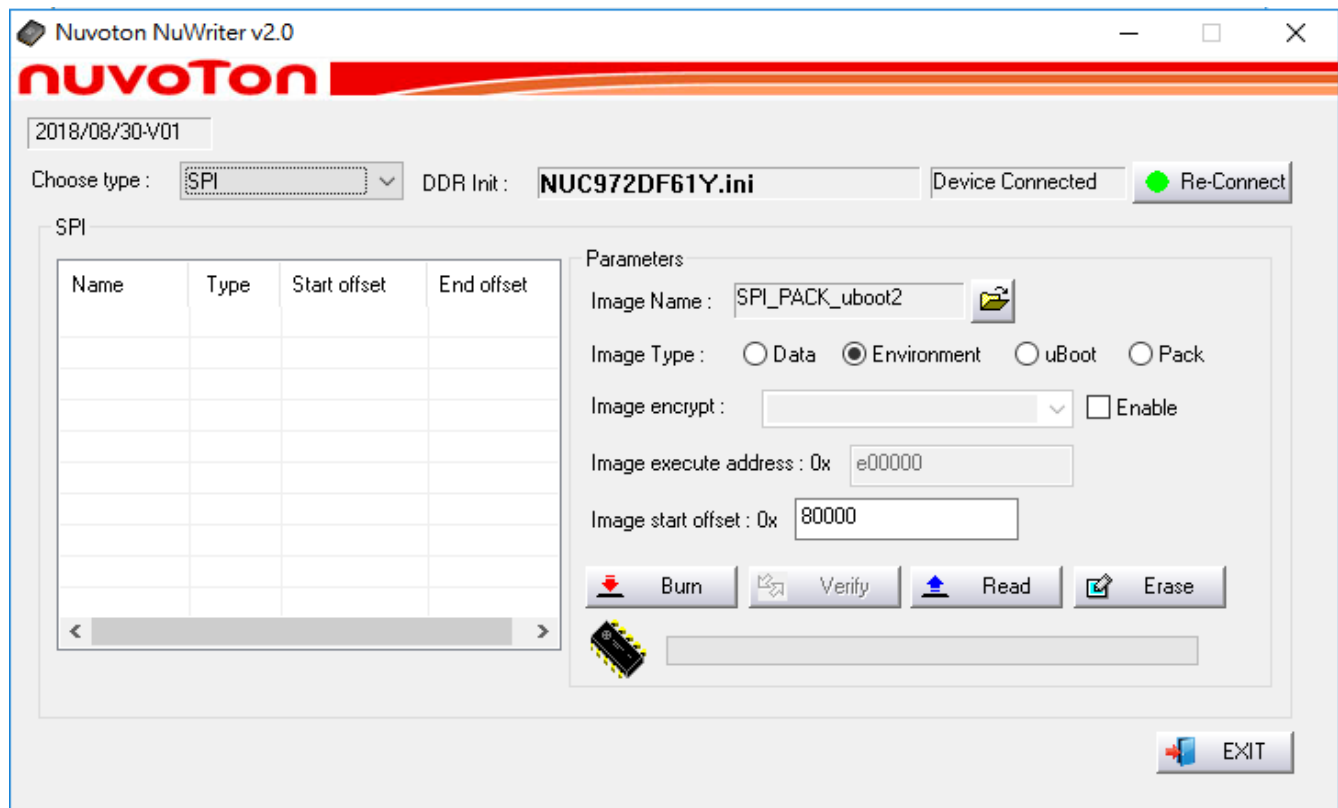 Nuvoton NuWriter v2.0
nuvoTon
2018/08/30-V01
Choose type : SPI DDR Init : NUC972DF61Y.ini Device Connected Re-Connect
SPI
Name Type Start offset End offset
Parameters
Image Name : SPI_PACK_uboot2
Image Type : Data Environment uBoot Pack
Image encrypt : Enable
Image execute address : 0x e00000
Image start offset : 0x 80000
Burn Verify Read Erase
EXIT